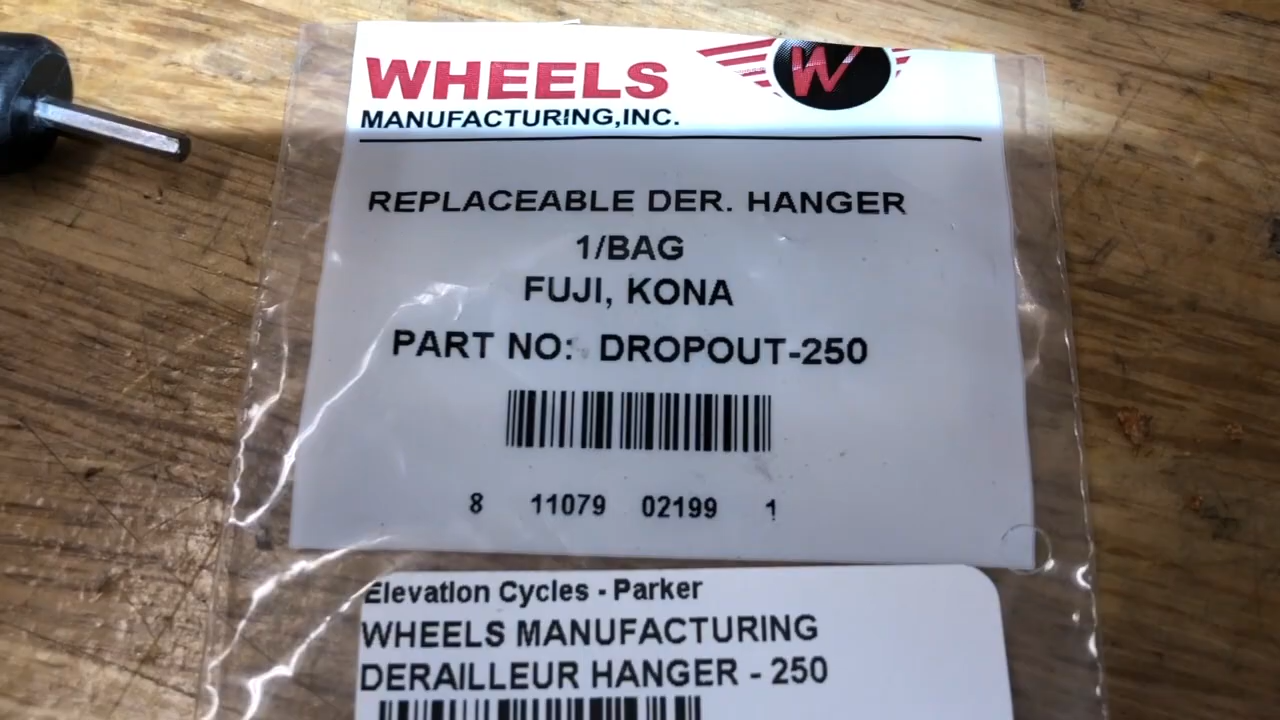 WHEELS
W
MANUFACTURING,INC.
REPLACEABLE DER. HANGER
1/BAG
FUJI, KONA
PART NO: DROPOUT-250
8 11079 02199 1
Elevation Cycles - Parker
WHEELS MANUFACTURING
DERAILLEUR HANGER - 250